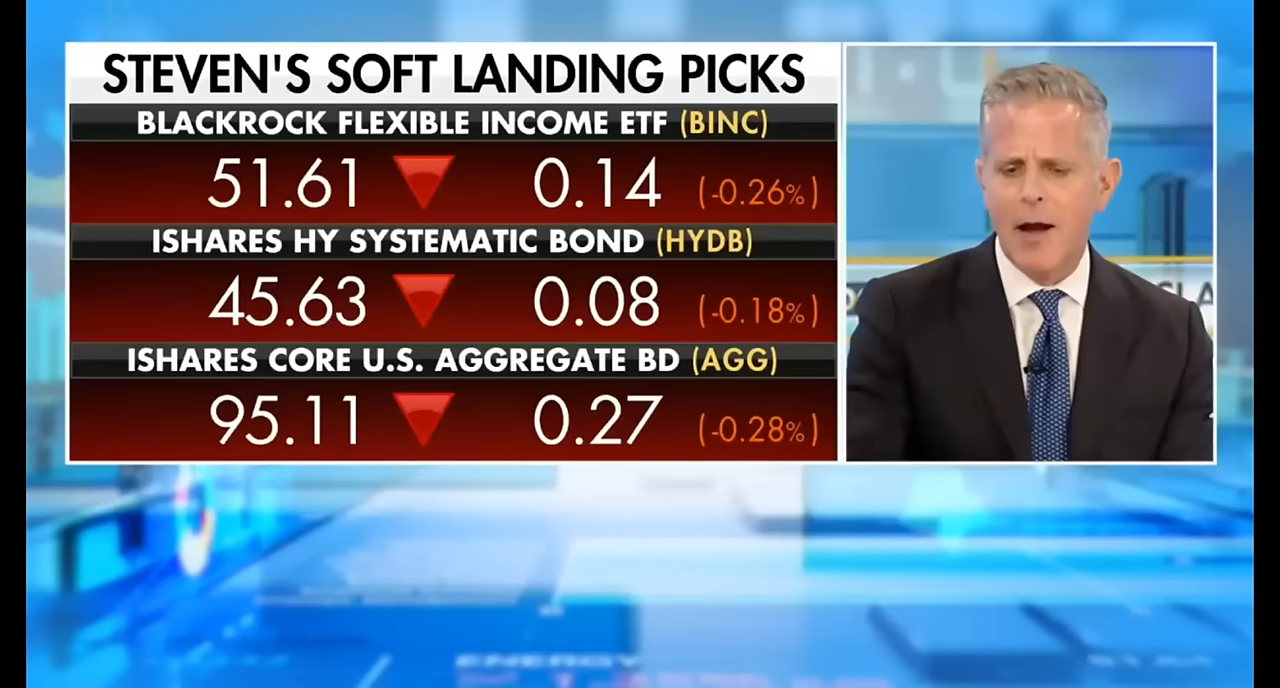 STEVEN'S SOFT LANDING PICKS
BLACKROCK FLEXIBLE INCOME ETF (BINC)
51.61 ▼ 0.14 (-0.26%)
ISHARES HY SYSTEMATIC BOND (HYDB)
45.63 ▼ 0.08 (-0.18%)
ISHARES CORE U.S. AGGREGATE BD (AGG)
95.11 ▼ 0.27 (-0.28%)
ENERGY